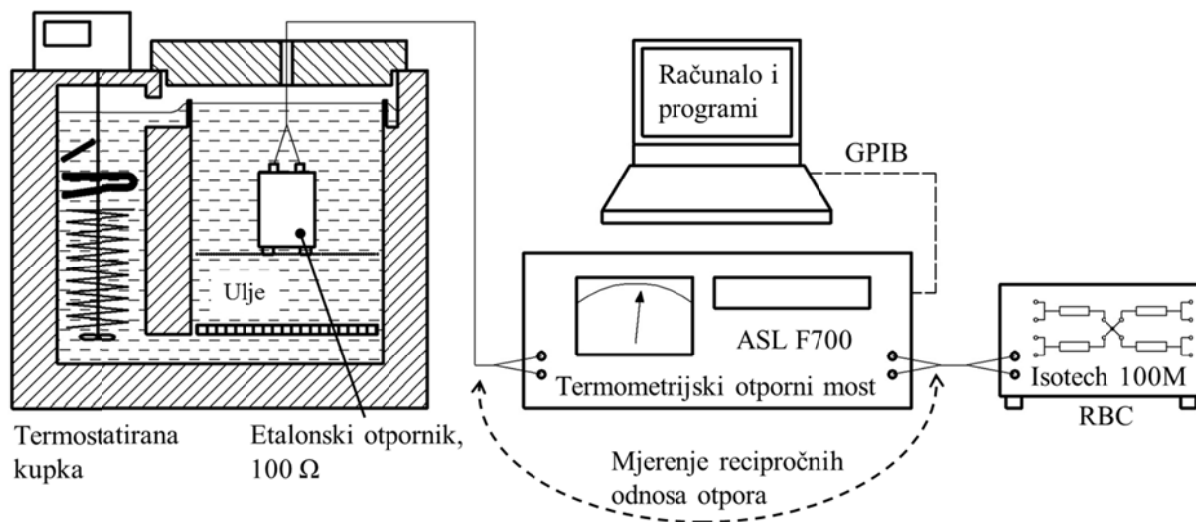 Računalo i
programi
GPIB
Ulje
ASL F700
Termometrijski otporni most
Isotech 100M
RBC
Termostatirana
kupka
Etalonski otpornik,
100 Ω
Mjerenje recipročnih
odnosa otpora